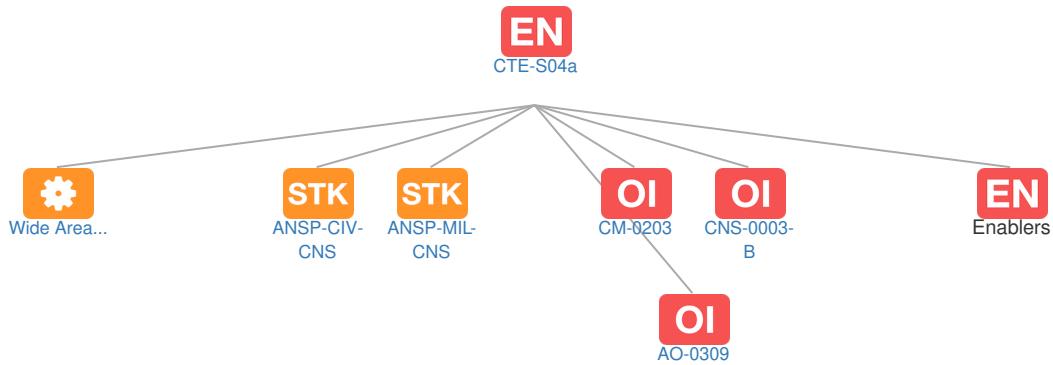 EN
CTE-S04a
Wide Area...
STK
ANSP-CIV-
CNS
STK
ANSP-MIL-
CNS
OI
CM-0203
OI
CNS-0003-
B
EN
Enablers
OI
AO-0309